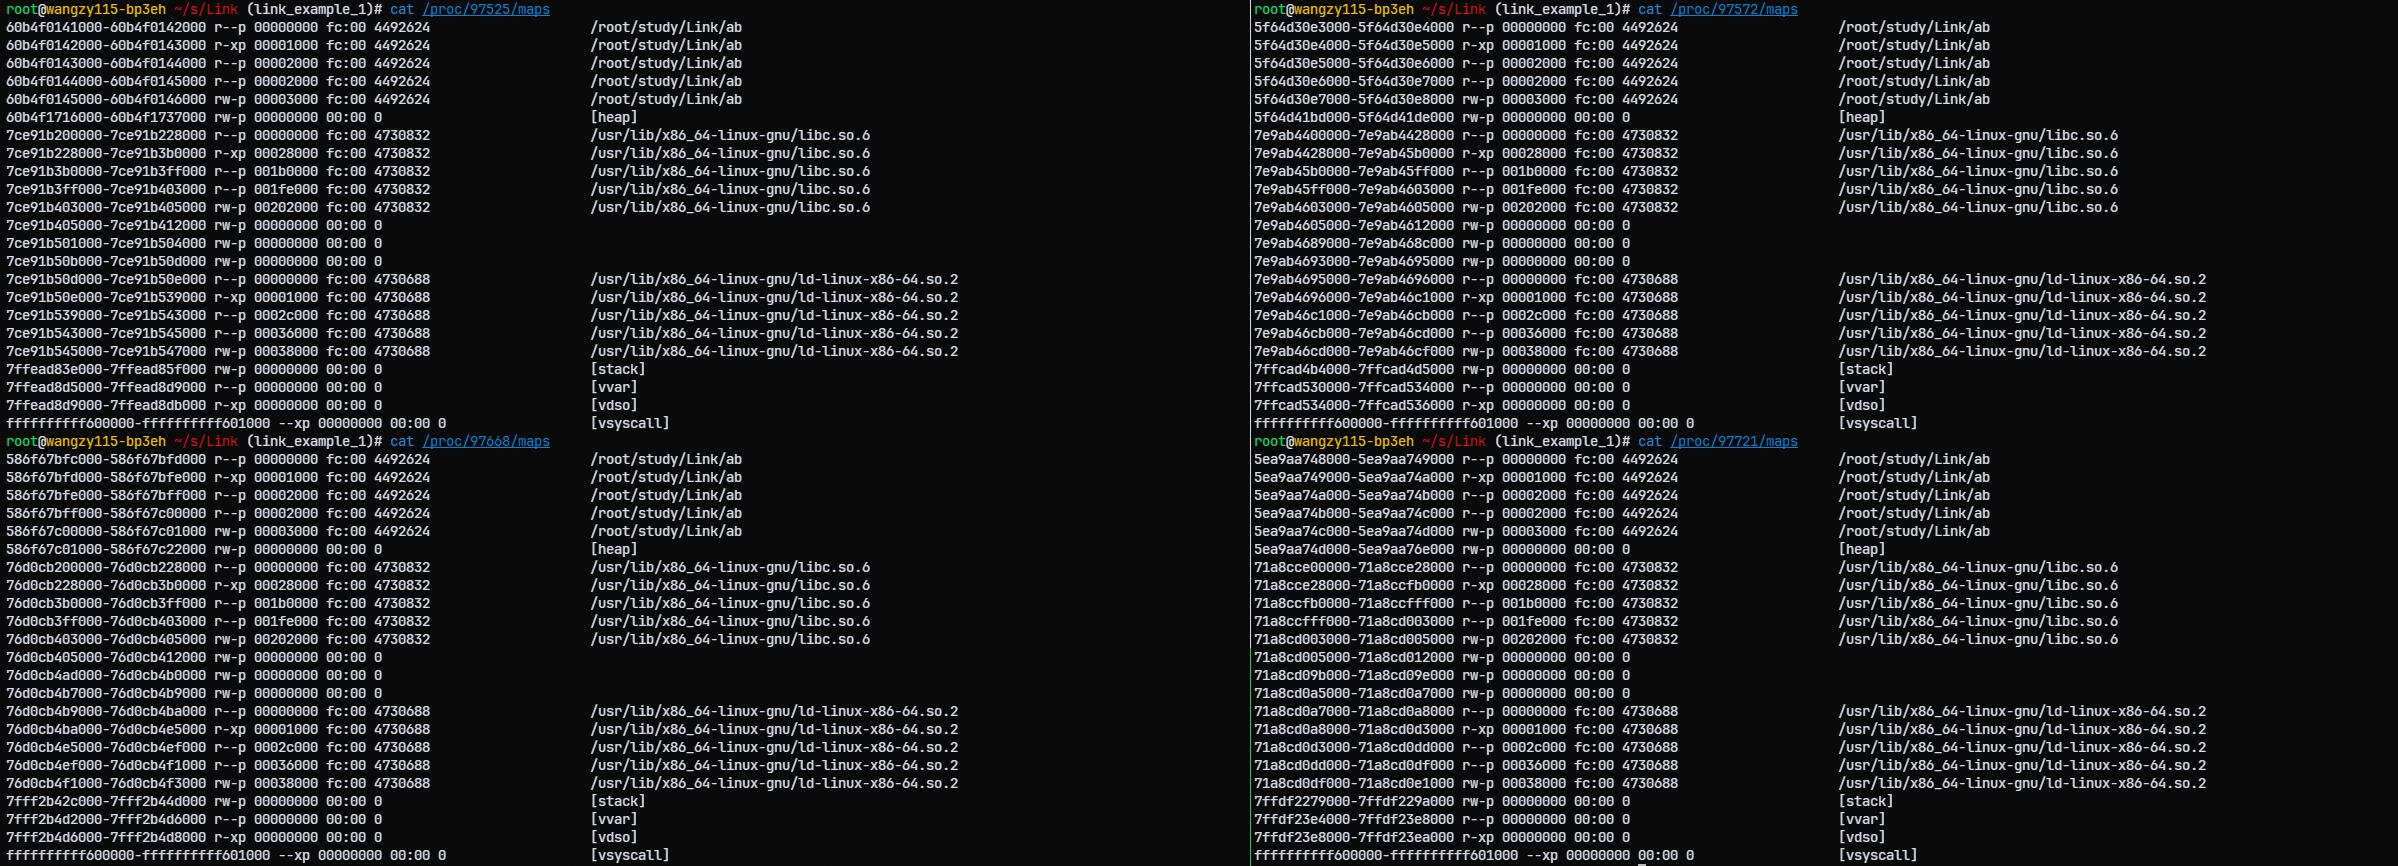 root@wangzy115-bp3eh ~/s/Link (link_example_1)# cat /proc/97525/maps
60b4f0141000-60b4f0142000 r--p 00000000 fc:00 4492624 /root/study/Link/ab
60b4f0142000-60b4f0143000 r-xp 00001000 fc:00 4492624 /root/study/Link/ab
60b4f0143000-60b4f0144000 r--p 00002000 fc:00 4492624 /root/study/Link/ab
60b4f0144000-60b4f0145000 r--p 00002000 fc:00 4492624 /root/study/Link/ab
60b4f0145000-60b4f0146000 rw-p 00003000 fc:00 4492624 /root/study/Link/ab
60b4f1716000-60b4f1737000 rw-p 00000000 00:00 0 [heap]
7ce91b200000-7ce91b228000 r--p 00000000 fc:00 4730832 /usr/lib/x86_64-linux-gnu/libc.so.6
7ce91b228000-7ce91b3b0000 r-xp 00028000 fc:00 4730832 /usr/lib/x86_64-linux-gnu/libc.so.6
7ce91b3b0000-7ce91b3ff000 r--p 001b0000 fc:00 4730832 /usr/lib/x86_64-linux-gnu/libc.so.6
7ce91b3ff000-7ce91b403000 r--p 001fe000 fc:00 4730832 /usr/lib/x86_64-linux-gnu/libc.so.6
7ce91b403000-7ce91b405000 rw-p 00202000 fc:00 4730832 /usr/lib/x86_64-linux-gnu/libc.so.6
7ce91b405000-7ce91b412000 rw-p 00000000 00:00 0
7ce91b501000-7ce91b504000 rw-p 00000000 00:00 0
7ce91b50b000-7ce91b50d000 rw-p 00000000 00:00 0
7ce91b50d000-7ce91b50e000 r--p 00000000 fc:00 4730688 /usr/lib/x86_64-linux-gnu/ld-linux-x86-64.so.2
7ce91b50e000-7ce91b539000 r-xp 00001000 fc:00 4730688 /usr/lib/x86_64-linux-gnu/ld-linux-x86-64.so.2
7ce91b539000-7ce91b543000 r--p 0002c000 fc:00 4730688 /usr/lib/x86_64-linux-gnu/ld-linux-x86-64.so.2
7ce91b543000-7ce91b545000 r--p 00036000 fc:00 4730688 /usr/lib/x86_64-linux-gnu/ld-linux-x86-64.so.2
7ce91b545000-7ce91b547000 rw-p 00038000 fc:00 4730688 /usr/lib/x86_64-linux-gnu/ld-linux-x86-64.so.2
7ffead83e000-7ffead85f000 rw-p 00000000 00:00 0 [stack]
7ffead8d5000-7ffead8d9000 r--p 00000000 00:00 0 [vvar]
7ffead8d9000-7ffead8db000 r-xp 00000000 00:00 0 [vdso]
ffffffffff600000-ffffffffff601000 --xp 00000000 00:00 0 [vsyscall]
root@wangzy115-bp3eh ~/s/Link (link_example_1)# cat /proc/97668/maps
586f67bfc000-586f67bfd000 r--p 00000000 fc:00 4492624 /root/study/Link/ab
586f67bfd000-586f67bfe000 r-xp 00001000 fc:00 4492624 /root/study/Link/ab
586f67bfe000-586f67bff000 r--p 00002000 fc:00 4492624 /root/study/Link/ab
586f67bff000-586f67c00000 r--p 00002000 fc:00 4492624 /root/study/Link/ab
586f67c00000-586f67c01000 rw-p 00003000 fc:00 4492624 /root/study/Link/ab
586f67c01000-586f67c22000 rw-p 00000000 00:00 0 [heap]
76d0cb200000-76d0cb228000 r--p 00000000 fc:00 4730832 /usr/lib/x86_64-linux-gnu/libc.so.6
76d0cb228000-76d0cb3b0000 r-xp 00028000 fc:00 4730832 /usr/lib/x86_64-linux-gnu/libc.so.6
76d0cb3b0000-76d0cb3ff000 r--p 001b0000 fc:00 4730832 /usr/lib/x86_64-linux-gnu/libc.so.6
76d0cb3ff000-76d0cb403000 r--p 001fe000 fc:00 4730832 /usr/lib/x86_64-linux-gnu/libc.so.6
76d0cb403000-76d0cb405000 rw-p 00202000 fc:00 4730832 /usr/lib/x86_64-linux-gnu/libc.so.6
76d0cb405000-76d0cb412000 rw-p 00000000 00:00 0
76d0cb4ad000-76d0cb4b0000 rw-p 00000000 00:00 0
76d0cb4b7000-76d0cb4b9000 rw-p 00000000 00:00 0
76d0cb4b9000-76d0cb4ba000 r--p 00000000 fc:00 4730688 /usr/lib/x86_64-linux-gnu/ld-linux-x86-64.so.2
76d0cb4ba000-76d0cb4e5000 r-xp 00001000 fc:00 4730688 /usr/lib/x86_64-linux-gnu/ld-linux-x86-64.so.2
76d0cb4e5000-76d0cb4ef000 r--p 0002c000 fc:00 4730688 /usr/lib/x86_64-linux-gnu/ld-linux-x86-64.so.2
76d0cb4ef000-76d0cb4f1000 r--p 00036000 fc:00 4730688 /usr/lib/x86_64-linux-gnu/ld-linux-x86-64.so.2
76d0cb4f1000-76d0cb4f3000 rw-p 00038000 fc:00 4730688 /usr/lib/x86_64-linux-gnu/ld-linux-x86-64.so.2
7fff2b42c000-7fff2b44d000 rw-p 00000000 00:00 0 [stack]
7fff2b4d2000-7fff2b4d6000 r--p 00000000 00:00 0 [vvar]
7fff2b4d6000-7fff2b4d8000 r-xp 00000000 00:00 0 [vdso]
ffffffffff600000-ffffffffff601000 --xp 00000000 00:00 0 [vsyscall]
root@wangzy115-bp3eh ~/s/Link (link_example_1)# cat /proc/97572/maps
5f64d30e3000-5f64d30e4000 r--p 00000000 fc:00 4492624 /root/study/Link/ab
5f64d30e4000-5f64d30e5000 r-xp 00001000 fc:00 4492624 /root/study/Link/ab
5f64d30e5000-5f64d30e6000 r--p 00002000 fc:00 4492624 /root/study/Link/ab
5f64d30e6000-5f64d30e7000 r--p 00002000 fc:00 4492624 /root/study/Link/ab
5f64d30e7000-5f64d30e8000 rw-p 00003000 fc:00 4492624 /root/study/Link/ab
5f64d41bd000-5f64d41de000 rw-p 00000000 00:00 0 [heap]
7e9ab4400000-7e9ab4428000 r--p 00000000 fc:00 4730832 /usr/lib/x86_64-linux-gnu/libc.so.6
7e9ab4428000-7e9ab45b0000 r-xp 00028000 fc:00 4730832 /usr/lib/x86_64-linux-gnu/libc.so.6
7e9ab45b0000-7e9ab45ff000 r--p 001b0000 fc:00 4730832 /usr/lib/x86_64-linux-gnu/libc.so.6
7e9ab45ff000-7e9ab4603000 r--p 001fe000 fc:00 4730832 /usr/lib/x86_64-linux-gnu/libc.so.6
7e9ab4603000-7e9ab4605000 rw-p 00202000 fc:00 4730832 /usr/lib/x86_64-linux-gnu/libc.so.6
7e9ab4605000-7e9ab4612000 rw-p 00000000 00:00 0
7e9ab4689000-7e9ab468c000 rw-p 00000000 00:00 0
7e9ab4693000-7e9ab4695000 rw-p 00000000 00:00 0
7e9ab4695000-7e9ab4696000 r--p 00000000 fc:00 4730688 /usr/lib/x86_64-linux-gnu/ld-linux-x86-64.so.2
7e9ab4696000-7e9ab46c1000 r-xp 00001000 fc:00 4730688 /usr/lib/x86_64-linux-gnu/ld-linux-x86-64.so.2
7e9ab46c1000-7e9ab46cb000 r--p 0002c000 fc:00 4730688 /usr/lib/x86_64-linux-gnu/ld-linux-x86-64.so.2
7e9ab46cb000-7e9ab46cd000 r--p 00036000 fc:00 4730688 /usr/lib/x86_64-linux-gnu/ld-linux-x86-64.so.2
7e9ab46cd000-7e9ab46cf000 rw-p 00038000 fc:00 4730688 /usr/lib/x86_64-linux-gnu/ld-linux-x86-64.so.2
7ffcad4b4000-7ffcad4d5000 rw-p 00000000 00:00 0 [stack]
7ffcad530000-7ffcad534000 r--p 00000000 00:00 0 [vvar]
7ffcad534000-7ffcad536000 r-xp 00000000 00:00 0 [vdso]
ffffffffff600000-ffffffffff601000 --xp 00000000 00:00 0 [vsyscall]
root@wangzy115-bp3eh ~/s/Link (link_example_1)# cat /proc/97721/maps
5ea9aa748000-5ea9aa749000 r--p 00000000 fc:00 4492624 /root/study/Link/ab
5ea9aa749000-5ea9aa74a000 r-xp 00001000 fc:00 4492624 /root/study/Link/ab
5ea9aa74a000-5ea9aa74b000 r--p 00002000 fc:00 4492624 /root/study/Link/ab
5ea9aa74b000-5ea9aa74c000 r--p 00002000 fc:00 4492624 /root/study/Link/ab
5ea9aa74c000-5ea9aa74d000 rw-p 00003000 fc:00 4492624 /root/study/Link/ab
5ea9aa74d000-5ea9aa76e000 rw-p 00000000 00:00 0 [heap]
71a8cce00000-71a8cce28000 r--p 00000000 fc:00 4730832 /usr/lib/x86_64-linux-gnu/libc.so.6
71a8cce28000-71a8ccfb0000 r-xp 00028000 fc:00 4730832 /usr/lib/x86_64-linux-gnu/libc.so.6
71a8ccfb0000-71a8ccfff000 r--p 001b0000 fc:00 4730832 /usr/lib/x86_64-linux-gnu/libc.so.6
71a8ccfff000-71a8cd003000 r--p 001fe000 fc:00 4730832 /usr/lib/x86_64-linux-gnu/libc.so.6
71a8cd003000-71a8cd005000 rw-p 00202000 fc:00 4730832 /usr/lib/x86_64-linux-gnu/libc.so.6
71a8cd005000-71a8cd012000 rw-p 00000000 00:00 0
71a8cd09b000-71a8cd09e000 rw-p 00000000 00:00 0
71a8cd0a5000-71a8cd0a7000 rw-p 00000000 00:00 0
71a8cd0a7000-71a8cd0a8000 r--p 00000000 fc:00 4730688 /usr/lib/x86_64-linux-gnu/ld-linux-x86-64.so.2
71a8cd0a8000-71a8cd0d3000 r-xp 00001000 fc:00 4730688 /usr/lib/x86_64-linux-gnu/ld-linux-x86-64.so.2
71a8cd0d3000-71a8cd0dd000 r--p 0002c000 fc:00 4730688 /usr/lib/x86_64-linux-gnu/ld-linux-x86-64.so.2
71a8cd0dd000-71a8cd0df000 r--p 00036000 fc:00 4730688 /usr/lib/x86_64-linux-gnu/ld-linux-x86-64.so.2
71a8cd0df000-71a8cd0e1000 rw-p 00038000 fc:00 4730688 /usr/lib/x86_64-linux-gnu/ld-linux-x86-64.so.2
7ffdf2279000-7ffdf229a000 rw-p 00000000 00:00 0 [stack]
7ffdf23e4000-7ffdf23e8000 r--p 00000000 00:00 0 [vvar]
7ffdf23e8000-7ffdf23ea000 r-xp 00000000 00:00 0 [vdso]
ffffffffff600000-ffffffffff601000 --xp 00000000 00:00 0 [vsyscall]